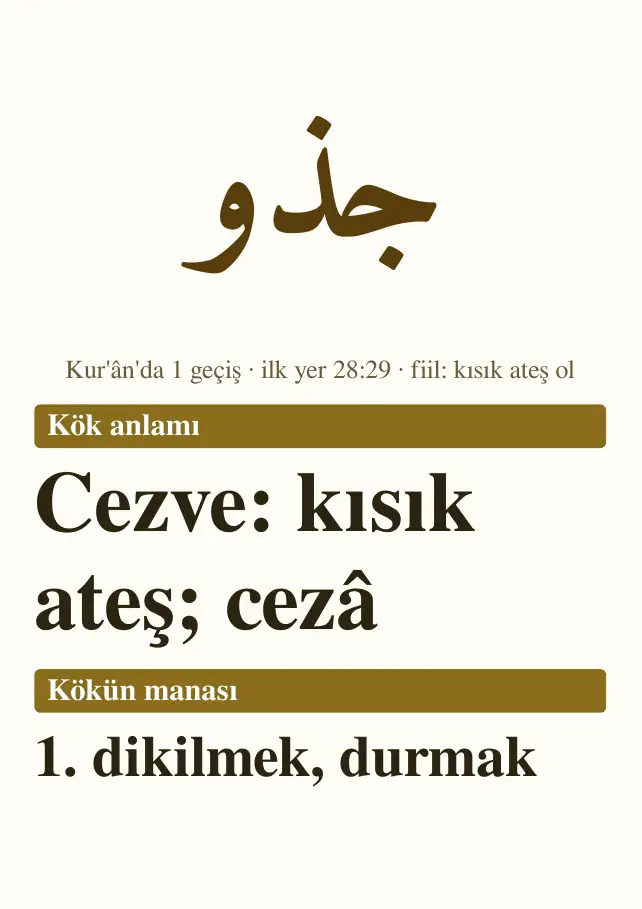 جذو
Kur'ân'da 1 geçiş · ilk yer 28:29 · fiil: kısık ateş ol
Kök anlamı
Cezve: kısık
ateş; cezâ
Kökün manası
1. dikilmek, durmak